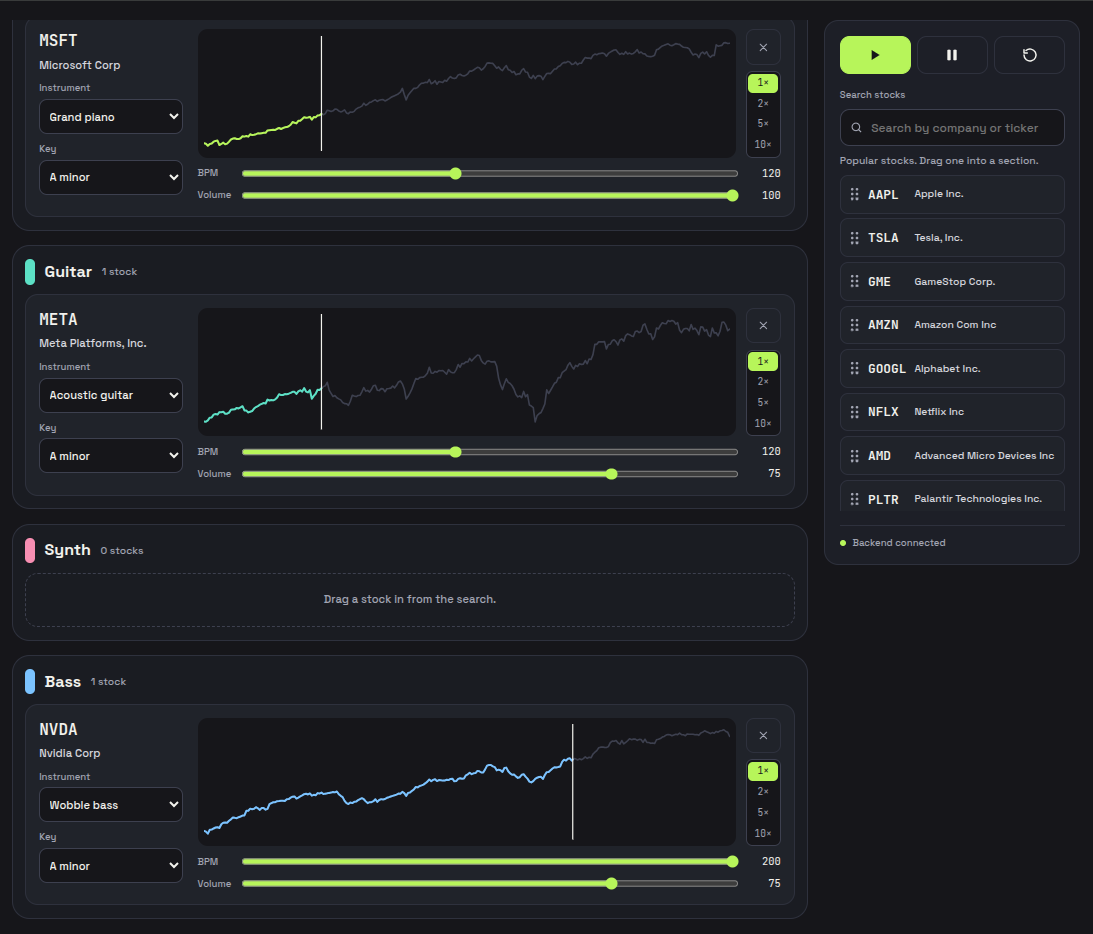 MSFT
Microsoft Corp
Instrument
Grand piano
Key
A minor
1×
2×
5×
10×
BPM
120
Volume
100
Guitar 1 stock
META
Meta Platforms, Inc.
Instrument
Acoustic guitar
Key
A minor
1×
2×
5×
10×
BPM
120
Volume
75
Synth 0 stocks
Drag a stock in from the search.
Bass 1 stock
NVDA
Nvidia Corp
Instrument
Wobble bass
Key
A minor
1×
2×
5×
10×
BPM
200
Volume
75
Search stocks
Search by company or ticker
Popular stocks. Drag one into a section.
AAPL Apple Inc.
TSLA Tesla, Inc.
GME GameStop Corp.
AMZN Amazon Com Inc
GOOGL Alphabet Inc.
NFLX Netflix Inc
AMD Advanced Micro Devices Inc
PLTR Palantir Technologies Inc.
Backend connected